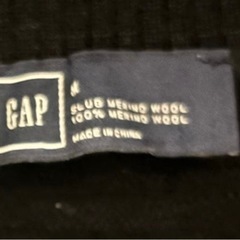 GAP
SLUB MERINO WOOL
100% MERINO WOOL
MADE IN CHINA